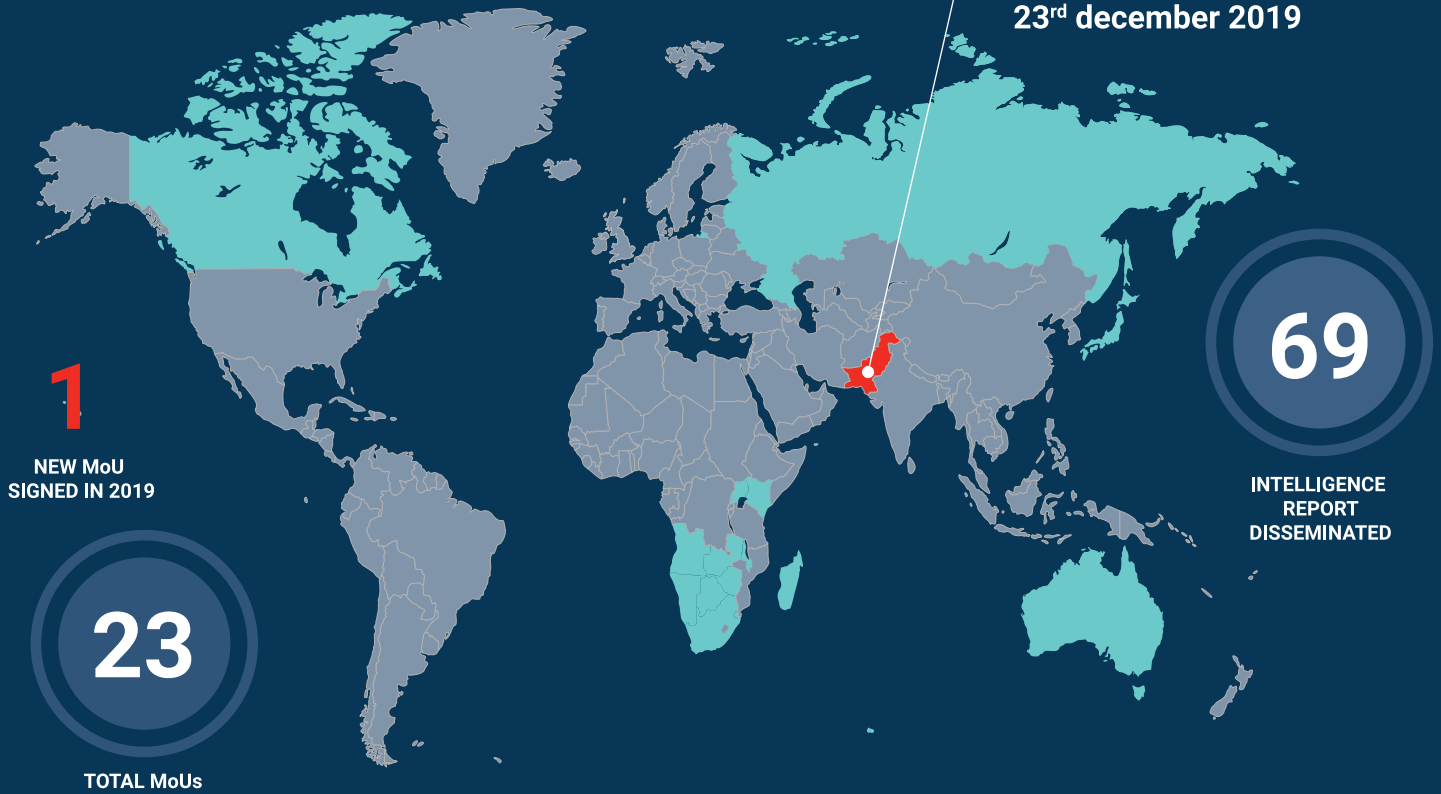 23rd december 2019
1
NEW MoU
SIGNED IN 2019
23
TOTAL MoUs
69
INTELLIGENCE
REPORT
DISSEMINATED